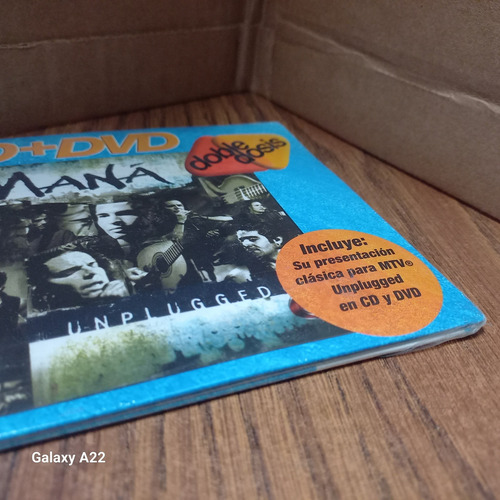 D+DVD
doble
dosis
MANÁ
UNPLUGGED
Incluye:
Su presentación
clásica para MTV®
Unplugged
en CD y DVD
Galaxy A22